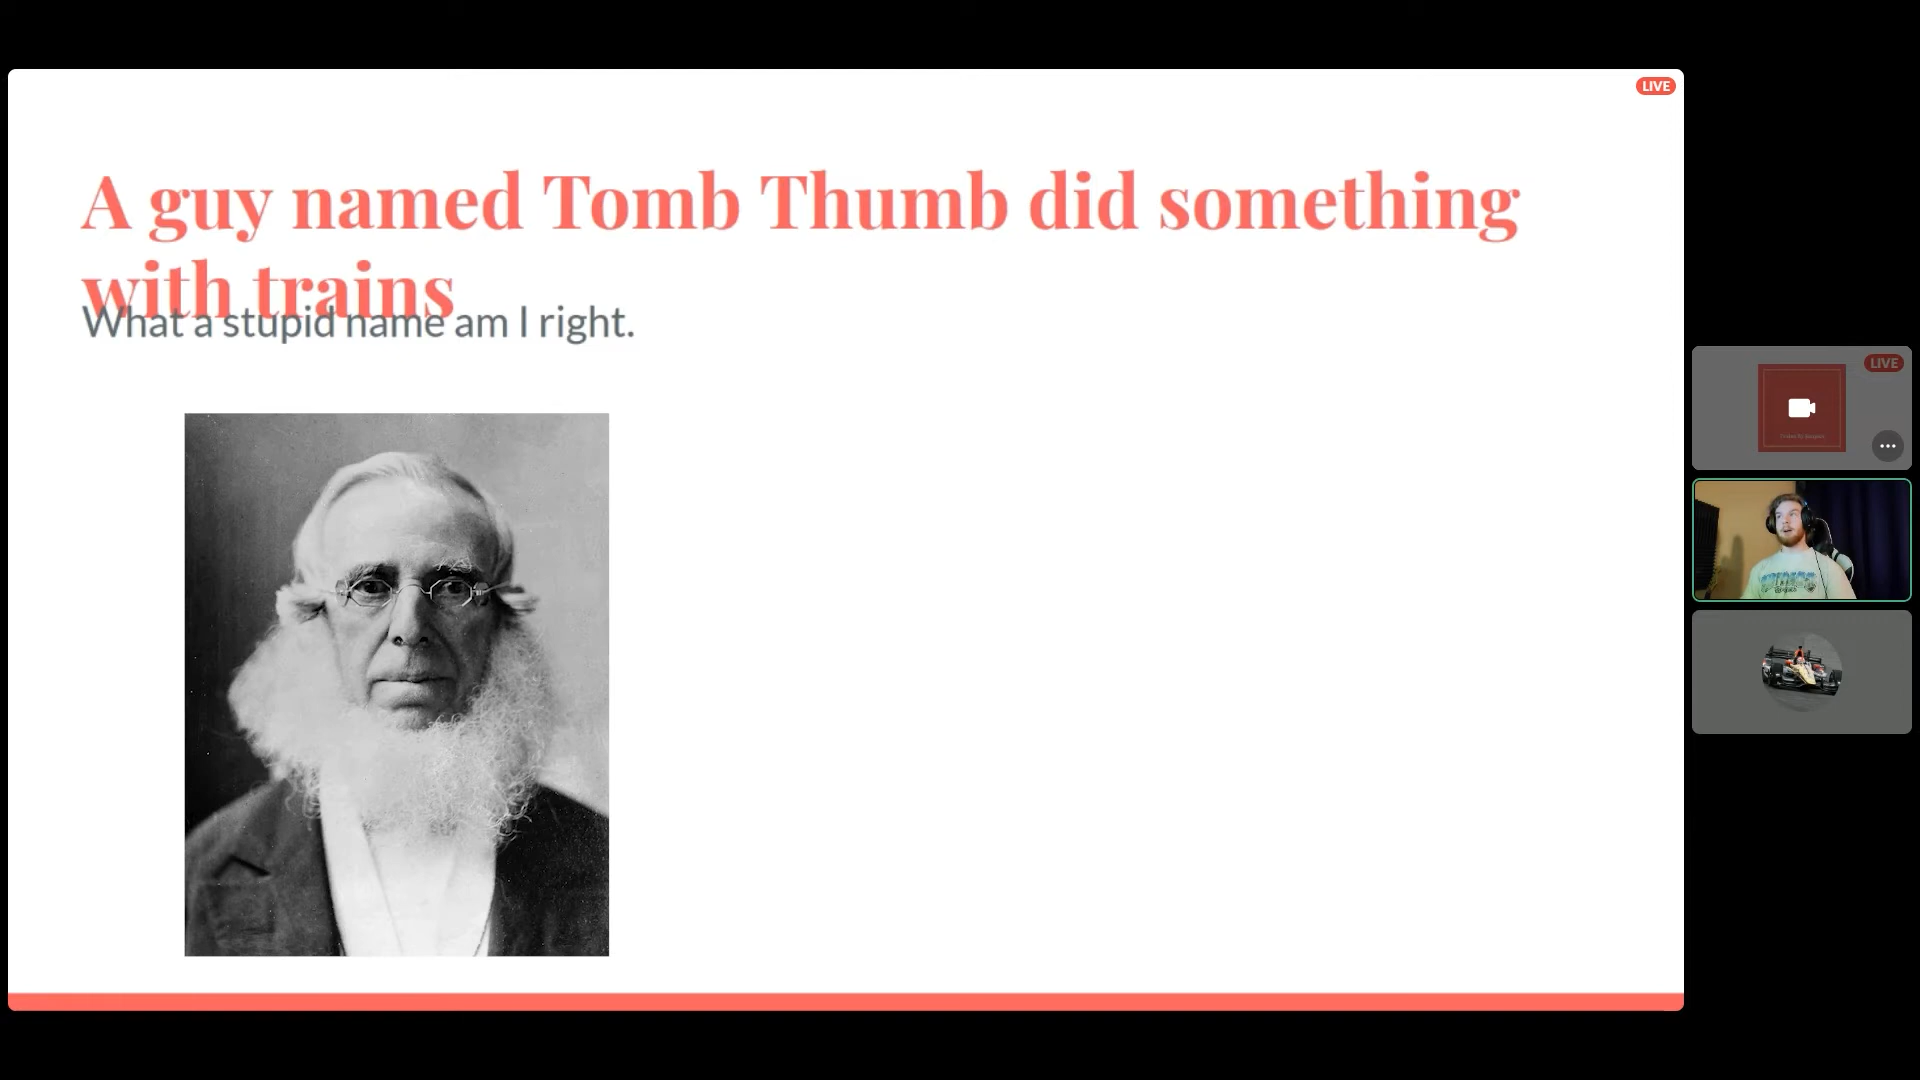 LIVE
A guy named Tomb Thumb did something
with trains
What a stupid name am I right.
LIVE